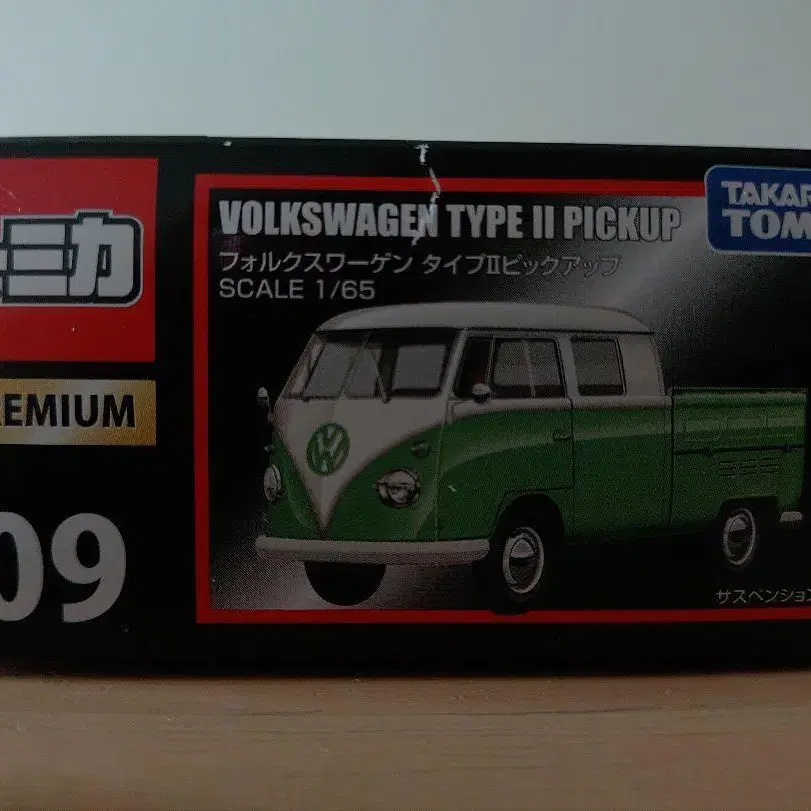 トミカ
REMIUM
09
VOLKSWAGEN TYPE II PICKUP
フォルクスワーゲン タイプⅡピックアップ
SCALE 1/65
TAKAR
TOM
サスペンション